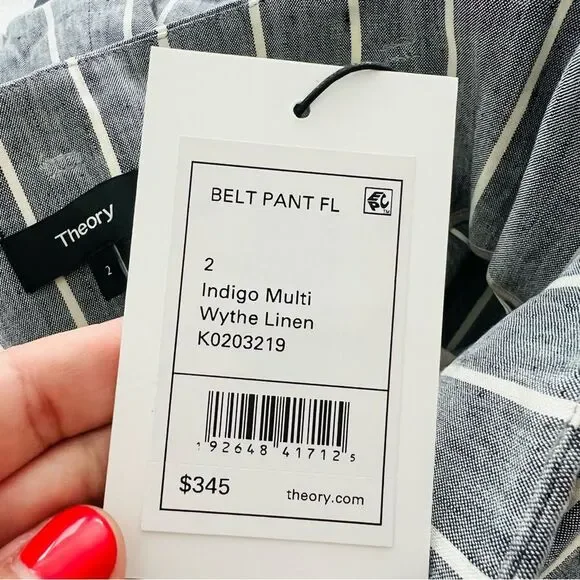 Theory
2
BELT PANT FL
2
Indigo Multi
Wythe Linen
K0203219
1 92648 41712 5
$345
theory.com